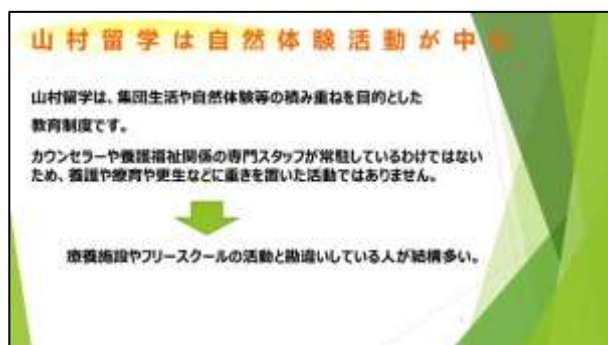 山村留学は自然体験活動が中心
山村留学は、集団生活や自然体験等の積み重ねを目的とした
教育制度です。
カウンセラーや養護福祉関係の専門スタッフが常駐しているわけではない
ため、養護や療育や更生などに重きを置いた活動ではありません。
療養施設やフリースクールの活動と勘違いしている人が結構多い。